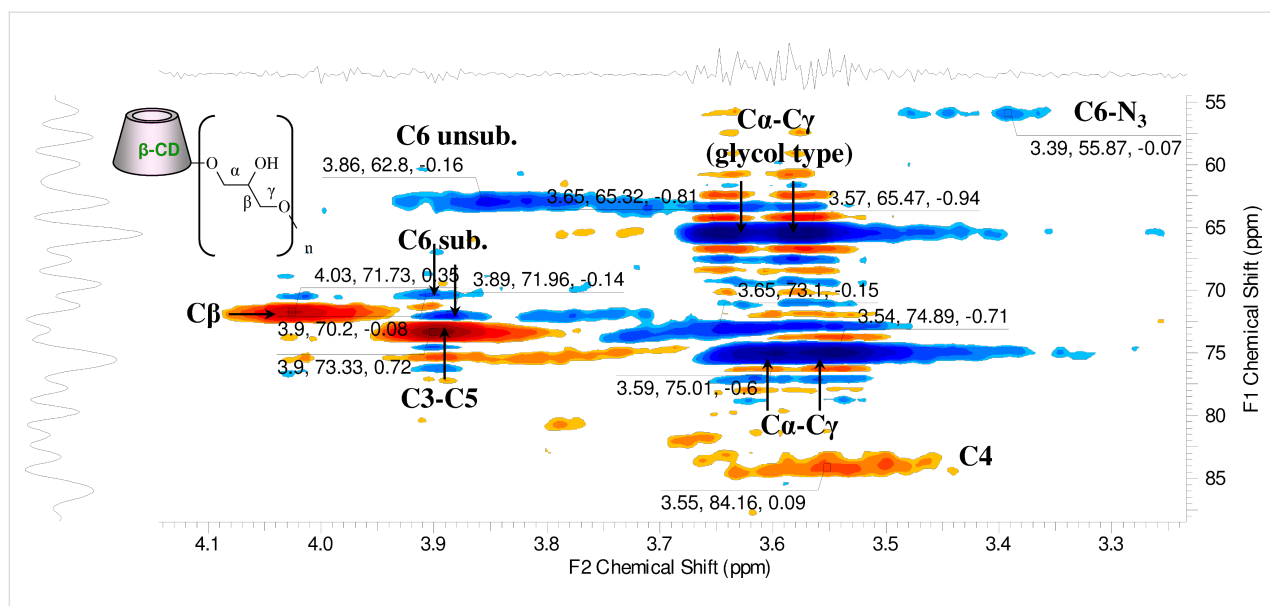 55
C6-N3
Cα-Cγ
(glycol type)
C6 unsub.
3.39, 55.87, -0.07
β-CD
α
OH
O
β
γ
O
n
3.86, 62.8, -0.16
60
3.65, 65.32, -0.81
3.57, 65.47, -0.94
65
C6 sub.
4.03, 71.73, 0.35
3.89, 71.96, -0.14
70
3.65, 73.1, -0.15
Cβ
3.54, 74.89, -0.71
3.9, 70.2, -0.08
3.9, 73.33, 0.72
75
3.59, 75.01, -0.6
C3-C5
Cα-Cγ
80
C4
85
3.55, 84.16, 0.09
F1 Chemical Shift (ppm)
4.1 4.0 3.9 3.8 3.7 3.6 3.5 3.4 3.3
F2 Chemical Shift (ppm)